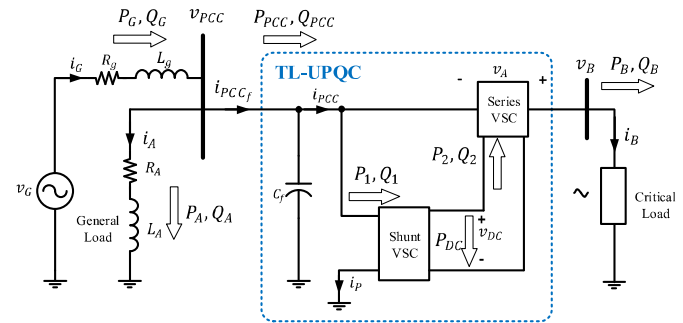 P_G, Q_G
v_PCC
P_PCC, Q_PCC
i_G
R_g
L_g
TL-UPQC
i_PCC_f
i_PCC
v_A
-
+
Series
VSC
v_B
P_B, Q_B
i_A
R_A
v_G
General
Load
L_A
P_A, Q_A
C_f
P_1, Q_1
P_2, Q_2
Shunt
VSC
P_DC
+
v_DC
-
i_P
i_B
~
Critical
Load